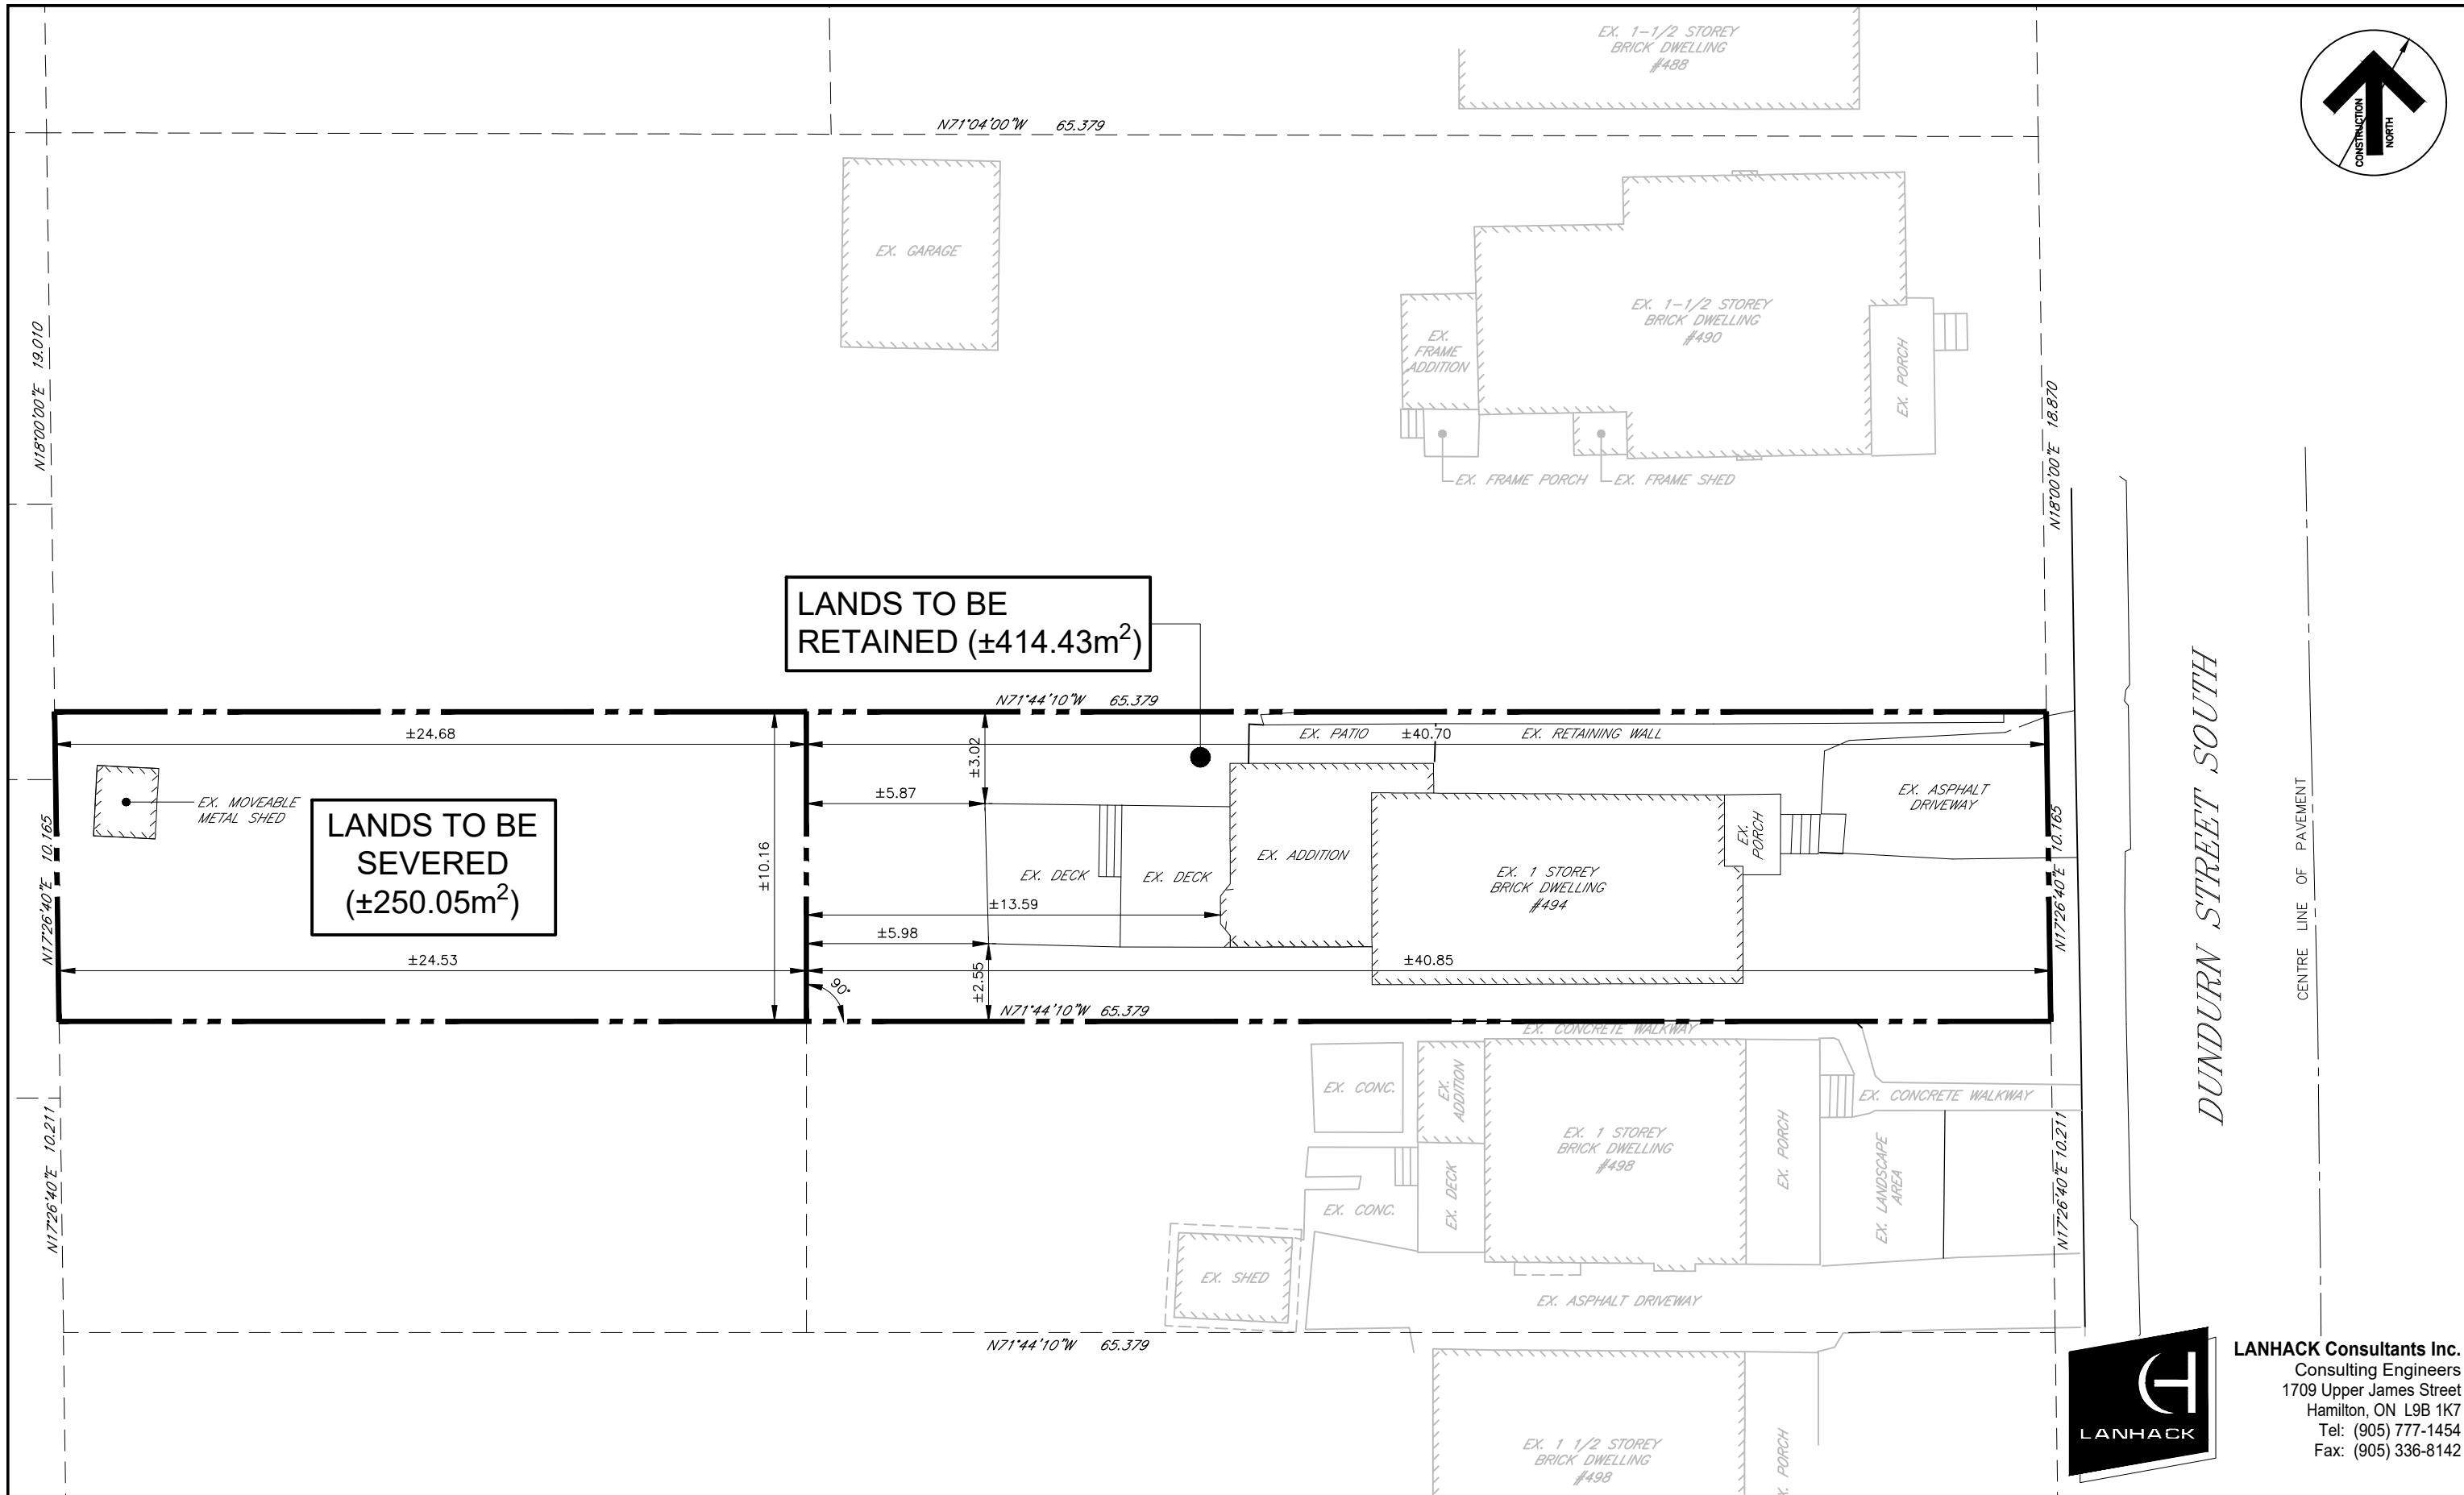 EX. 1-1/2 STOREY
BRICK DWELLING
#488
CONSTRUCTION
NORTH
N71°04'00"W 65.379
EX. GARAGE
EX. 1-1/2 STOREY
BRICK DWELLING
#490
EX.
FRAME
ADDITION
EX. PORCH
EX. FRAME PORCH
EX. FRAME SHED
N18°00'00"E 19.010
N18°00'00"E 18.870
LANDS TO BE
RETAINED (±414.43m²)
N71°44'10"W 65.379
±24.68
±3.02
EX. PATIO
±40.70
EX. RETAINING WALL
EX. MOVEABLE
METAL SHED
±5.87
EX. ASPHALT
DRIVEWAY
LANDS TO BE
SEVERED
(±250.05m²)
±10.16
EX. DECK
EX. DECK
EX. ADDITION
EX. 1 STOREY
BRICK DWELLING
#494
EX.
PORCH
N17°26'40"E 10.165
N17°26'40"E 10.165
±13.59
±5.98
±24.53
±2.55
±40.85
90°
N71°44'10"W 65.379
DUNDURN STREET SOUTH
CENTRE LINE OF PAVEMENT
EX. CONCRETE WALKWAY
EX. CONC.
EX.
ADDITION
EX. CONCRETE WALKWAY
EX. 1 STOREY
BRICK DWELLING
#498
EX. PORCH
EX. LANDSCAPE
AREA
EX. DECK
EX. CONC.
N17°26'40"E 10.211
N17°26'40"E 10.211
EX. SHED
EX. ASPHALT DRIVEWAY
N71°44'10"W 65.379
EX. 1 1/2 STOREY
BRICK DWELLING
#498
X. PORCH
LANHACK
LANHACK Consultants Inc.
Consulting Engineers
1709 Upper James Street
Hamilton, ON L9B 1K7
Tel: (905) 777-1454
Fax: (905) 336-8142